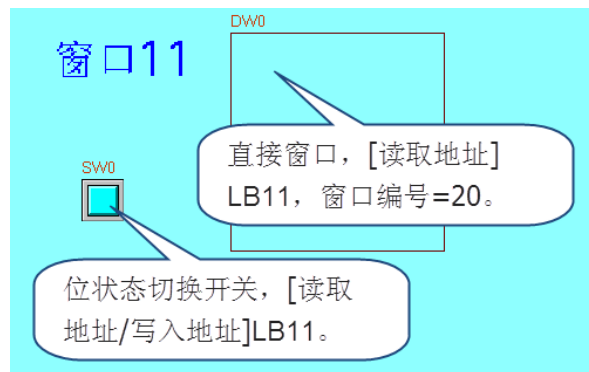 DW0
窗口11
直接窗口，[读取地址]
LB11，窗口编号=20。
SW0
位状态切换开关，[读取
地址/写入地址]LB11。